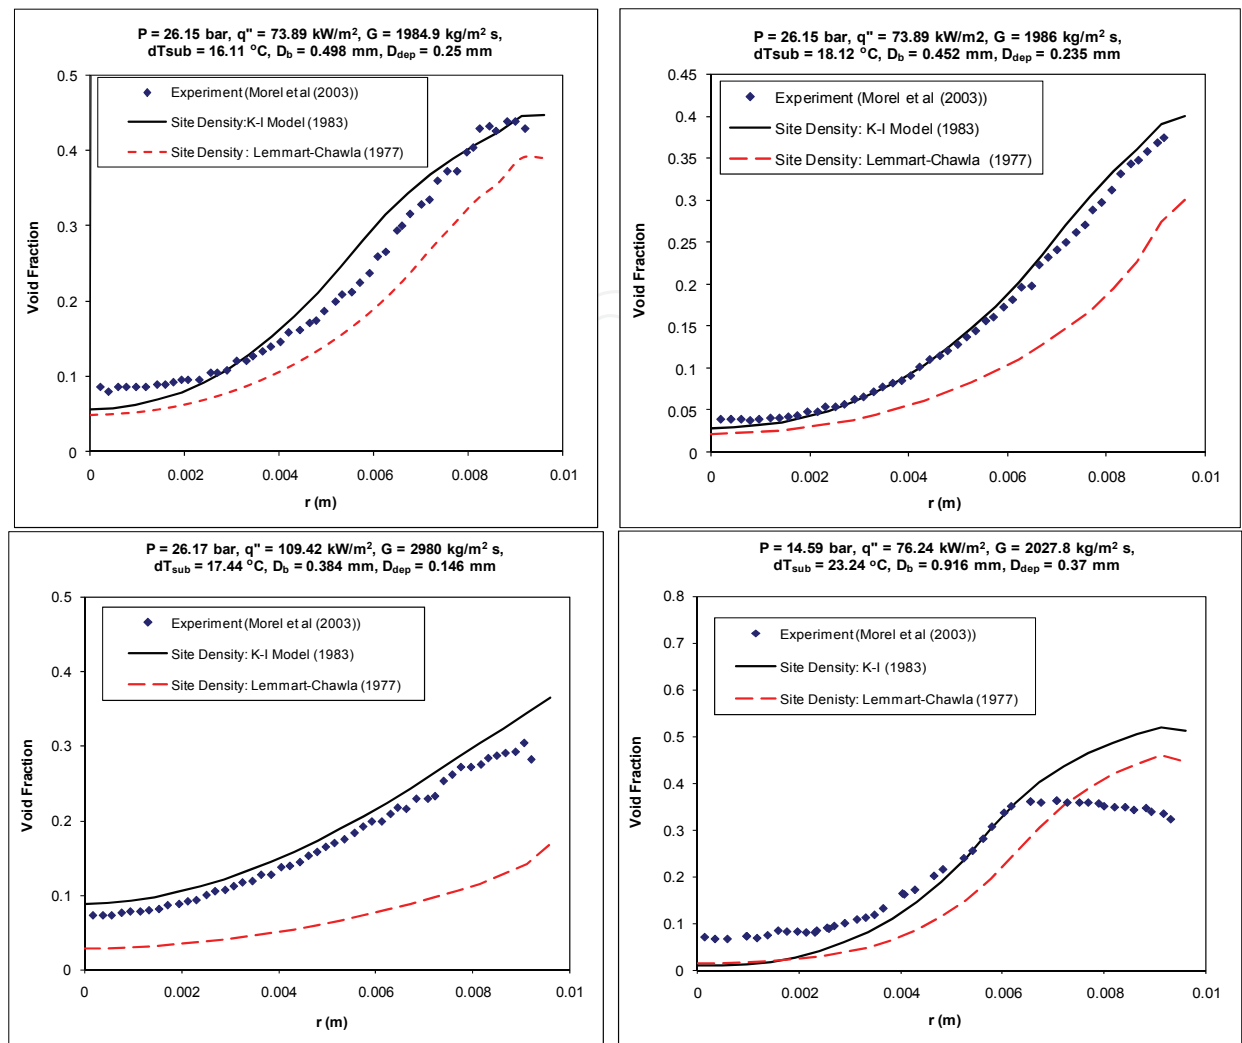 P = 26.15 bar, q" = 73.89 kW/m², G = 1984.9 kg/m² s,
dTsub = 16.11 °C, D_b = 0.498 mm, D_dep = 0.25 mm
0.5
0.4
0.3
0.2
0.1
0
Void Fraction
Experiment (Morel et al (2003))
Site Density:K-I Model (1983)
Site Density: Lemmart-Chawla (1977)
0 0.002 0.004 0.006 0.008 0.01
r (m)
P = 26.15 bar, q" = 73.89 kW/m2, G = 1986 kg/m² s,
dTsub = 18.12 °C, D_b = 0.452 mm, D_dep = 0.235 mm
0.45
0.4
0.35
0.3
0.25
0.2
0.15
0.1
0.05
0
Void Fraction
Experiment (Morel et al (2003))
Site Density: K-I Model (1983)
Site Density: Lemmart-Chawla (1977)
0 0.002 0.004 0.006 0.008 0.01
r (m)
P = 26.17 bar, q" = 109.42 kW/m², G = 2980 kg/m² s,
dT_sub = 17.44 °C, D_b = 0.384 mm, D_dep = 0.146 mm
0.5
0.4
0.3
0.2
0.1
0
Void Fraction
Experiment (Morel et al (2003))
Site Density: K-I Model (1983)
Site Density: Lemmart-Chawla (1977)
0 0.002 0.004 0.006 0.008 0.01
r (m)
P = 14.59 bar, q" = 76.24 kW/m², G = 2027.8 kg/m² s,
dT_sub = 23.24 °C, D_b = 0.916 mm, D_dep = 0.37 mm
0.8
0.7
0.6
0.5
0.4
0.3
0.2
0.1
0
Void Fraction
Experiment (Morel et al (2003))
Site Density: K-I (1983)
Site Denisty: Lemmart-Chawla (1977)
0 0.002 0.004 0.006 0.008 0.01
r (m)